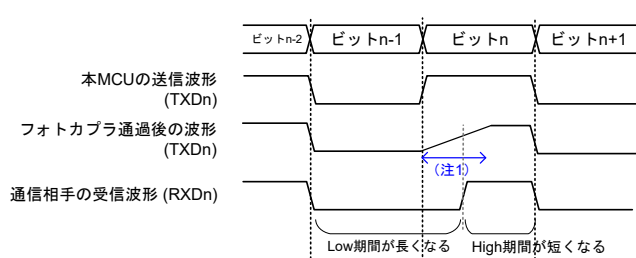 ビットn-2
ビットn-1
ビットn
ビットn+1
本MCUの送信波形
(TXDn)
フォトカプラ通過後の波形
(TXDn)
(注1)
通信相手の受信波形 (RXDn)
Low期間が長くなる
High期間が短くなる